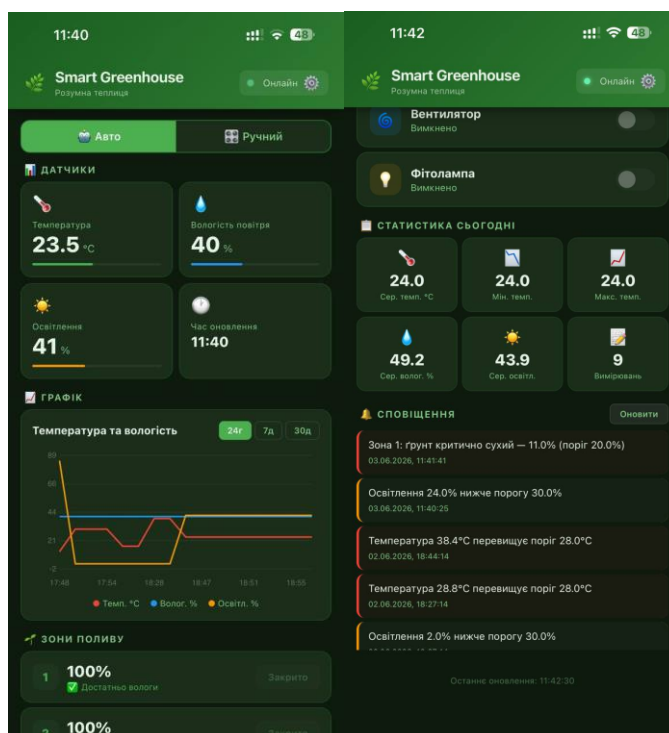 11:40
48
Smart Greenhouse
Розумна теплиця
Онлайн
Авто
Ручний
ДАТЧИКИ
Температура
23.5 °C
Вологість повітря
40 %
Освітлення
41 %
Час оновлення
11:40
ГРАФІК
Температура та вологість
24г
7д
30д
89
66
44
21
-2
17:46 17:54 18:28 18:47 18:51 18:55
Темп. °C Волог. % Освітл. %
ЗОНИ ПОЛИВУ
1
100%
Достатньо вологи
Закрито
100%
11:42
48
Smart Greenhouse
Розумна теплиця
Онлайн
Вентилятор
Вимкнено
Фітолампа
Вимкнено
СТАТИСТИКА СЬОГОДНІ
24.0
Сер. темп. °C
24.0
Мін. темп.
24.0
Макс. темп.
49.2
Сер. волог. %
43.9
Сер. освітл.
9
Вимірювань
СПОВІЩЕННЯ
Оновити
Зона 1: ґрунт критично сухий — 11.0% (поріг 20.0%)
03.06.2026, 11:41:41
Освітлення 24.0% нижче порогу 30.0%
03.06.2026, 11:40:25
Температура 38.4°C перевищує поріг 28.0°C
02.06.2026, 18:44:14
Температура 28.8°C перевищує поріг 28.0°C
02.06.2026, 18:27:14
Освітлення 2.0% нижче порогу 30.0%
Останнє оновлення: 11:42:30